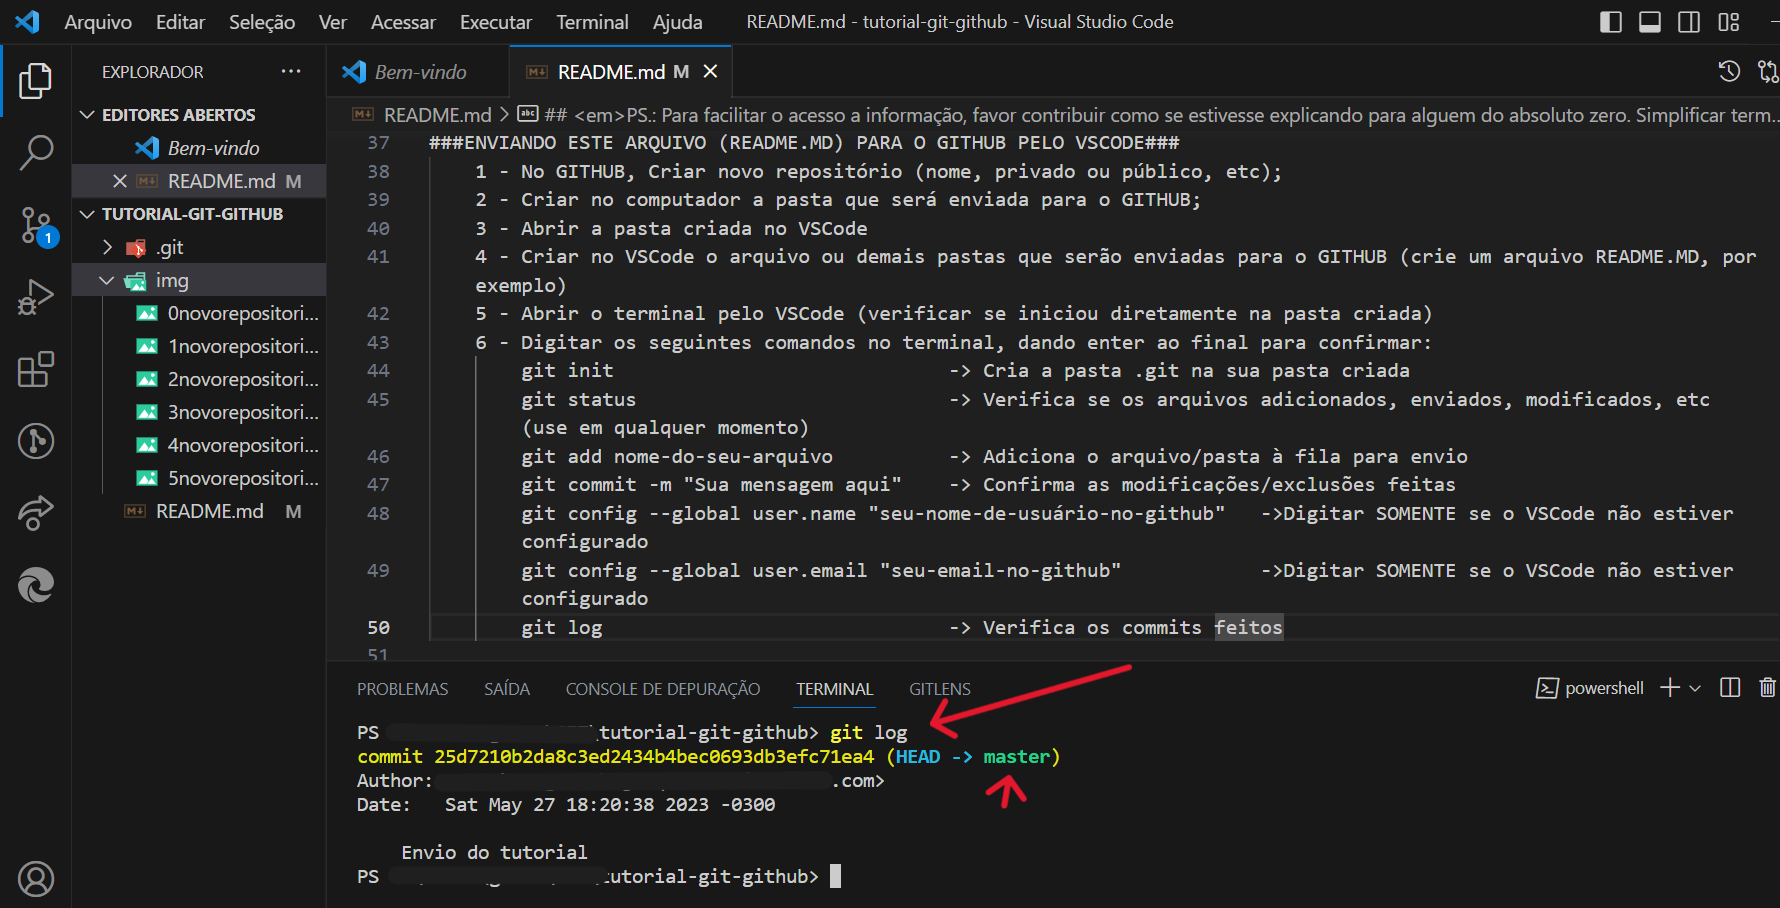 Arquivo Editar Seleção Ver Acessar Executar Terminal Ajuda README.md - tutorial-git-github - Visual Studio Code
EXPLORADOR ···
Bem-vindo
README.md M
EDITORES ABERTOS
Bem-vindo
README.md M
TUTORIAL-GIT-GITHUB
.git
img
0novorepositori...
1novorepositori...
2novorepositori...
3novorepositori...
4novorepositori...
5novorepositori...
README.md M
1
README.md > ## <em>PS.: Para facilitar o acesso a informação, favor contribuir como se estivesse explicando para alguem do absoluto zero. Simplificar term...
37 ###ENVIANDO ESTE ARQUIVO (README.MD) PARA O GITHUB PELO VSCODE###
38 1 - No GITHUB, Criar novo repositório (nome, privado ou público, etc);
39 2 - Criar no computador a pasta que será enviada para o GITHUB;
40 3 - Abrir a pasta criada no VSCode
41 4 - Criar no VSCode o arquivo ou demais pastas que serão enviadas para o GITHUB (crie um arquivo README.MD, por
exemplo)
42 5 - Abrir o terminal pelo VSCode (verificar se iniciou diretamente na pasta criada)
43 6 - Digitar os seguintes comandos no terminal, dando enter ao final para confirmar:
44 git init -> Cria a pasta .git na sua pasta criada
45 git status -> Verifica se os arquivos adicionados, enviados, modificados, etc
(use em qualquer momento)
46 git add nome-do-seu-arquivo -> Adiciona o arquivo/pasta à fila para envio
47 git commit -m "Sua mensagem aqui" -> Confirma as modificações/exclusões feitas
48 git config --global user.name "seu-nome-de-usuário-no-github" ->Digitar SOMENTE se o VSCode não estiver
configurado
49 git config --global user.email "seu-email-no-github" ->Digitar SOMENTE se o VSCode não estiver
configurado
50 git log -> Verifica os commits feitos
51
PROBLEMAS SAÍDA CONSOLE DE DEPURAÇÃO TERMINAL GITLENS powershell
PS \tutorial-git-github> git log
commit 25d7210b2da8c3ed2434b4bec0693db3efc71ea4 (HEAD -> master)
Author: .com>
Date: Sat May 27 18:20:38 2023 -0300
Envio do tutorial
PS tutorial-git-github>